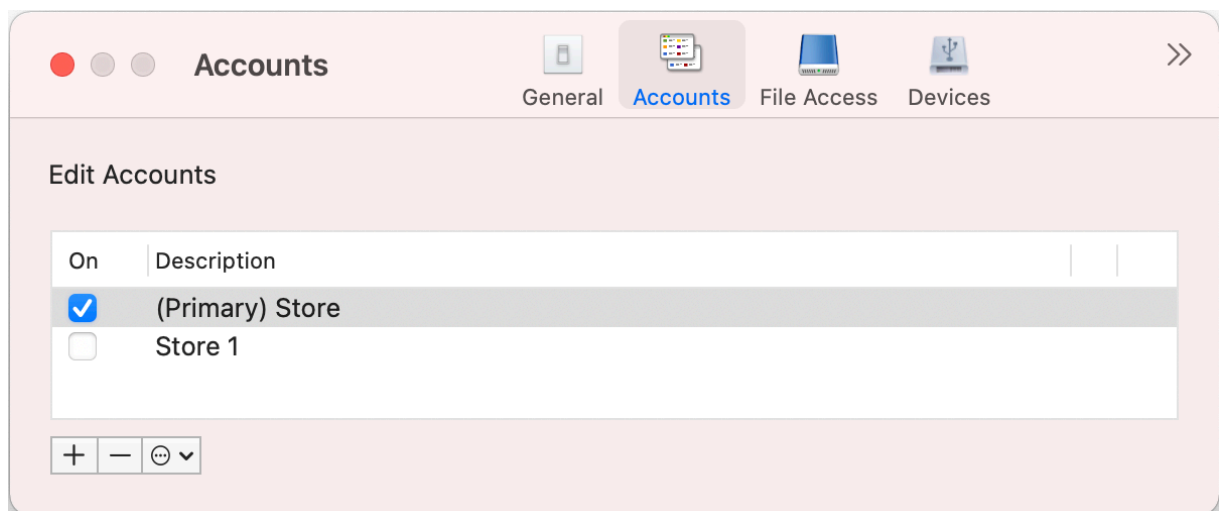 Accounts
General
Accounts
File Access
Devices
Edit Accounts
On Description
(Primary) Store
Store 1